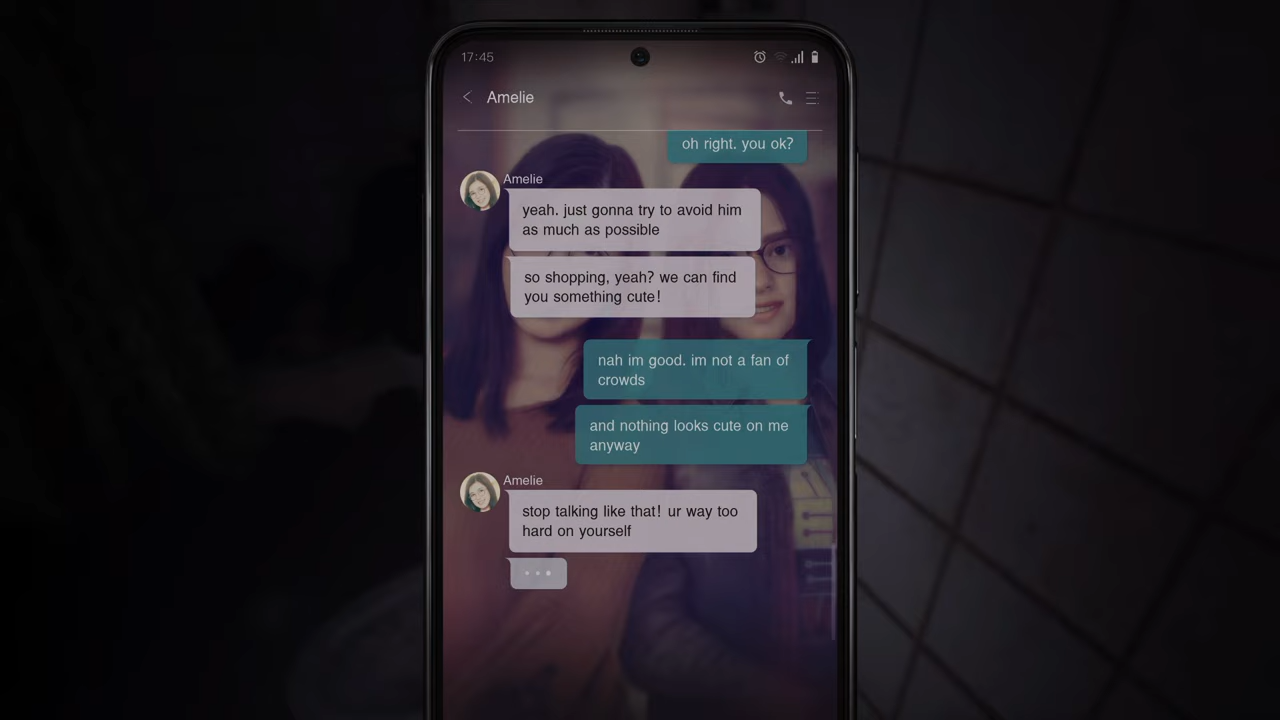 17:45
Amelie
oh right. you ok?
Amelie
yeah. just gonna try to avoid him
as much as possible
so shopping, yeah? we can find
you something cute!
nah im good. im not a fan of
crowds
and nothing looks cute on me
anyway
Amelie
stop talking like that! ur way too
hard on yourself